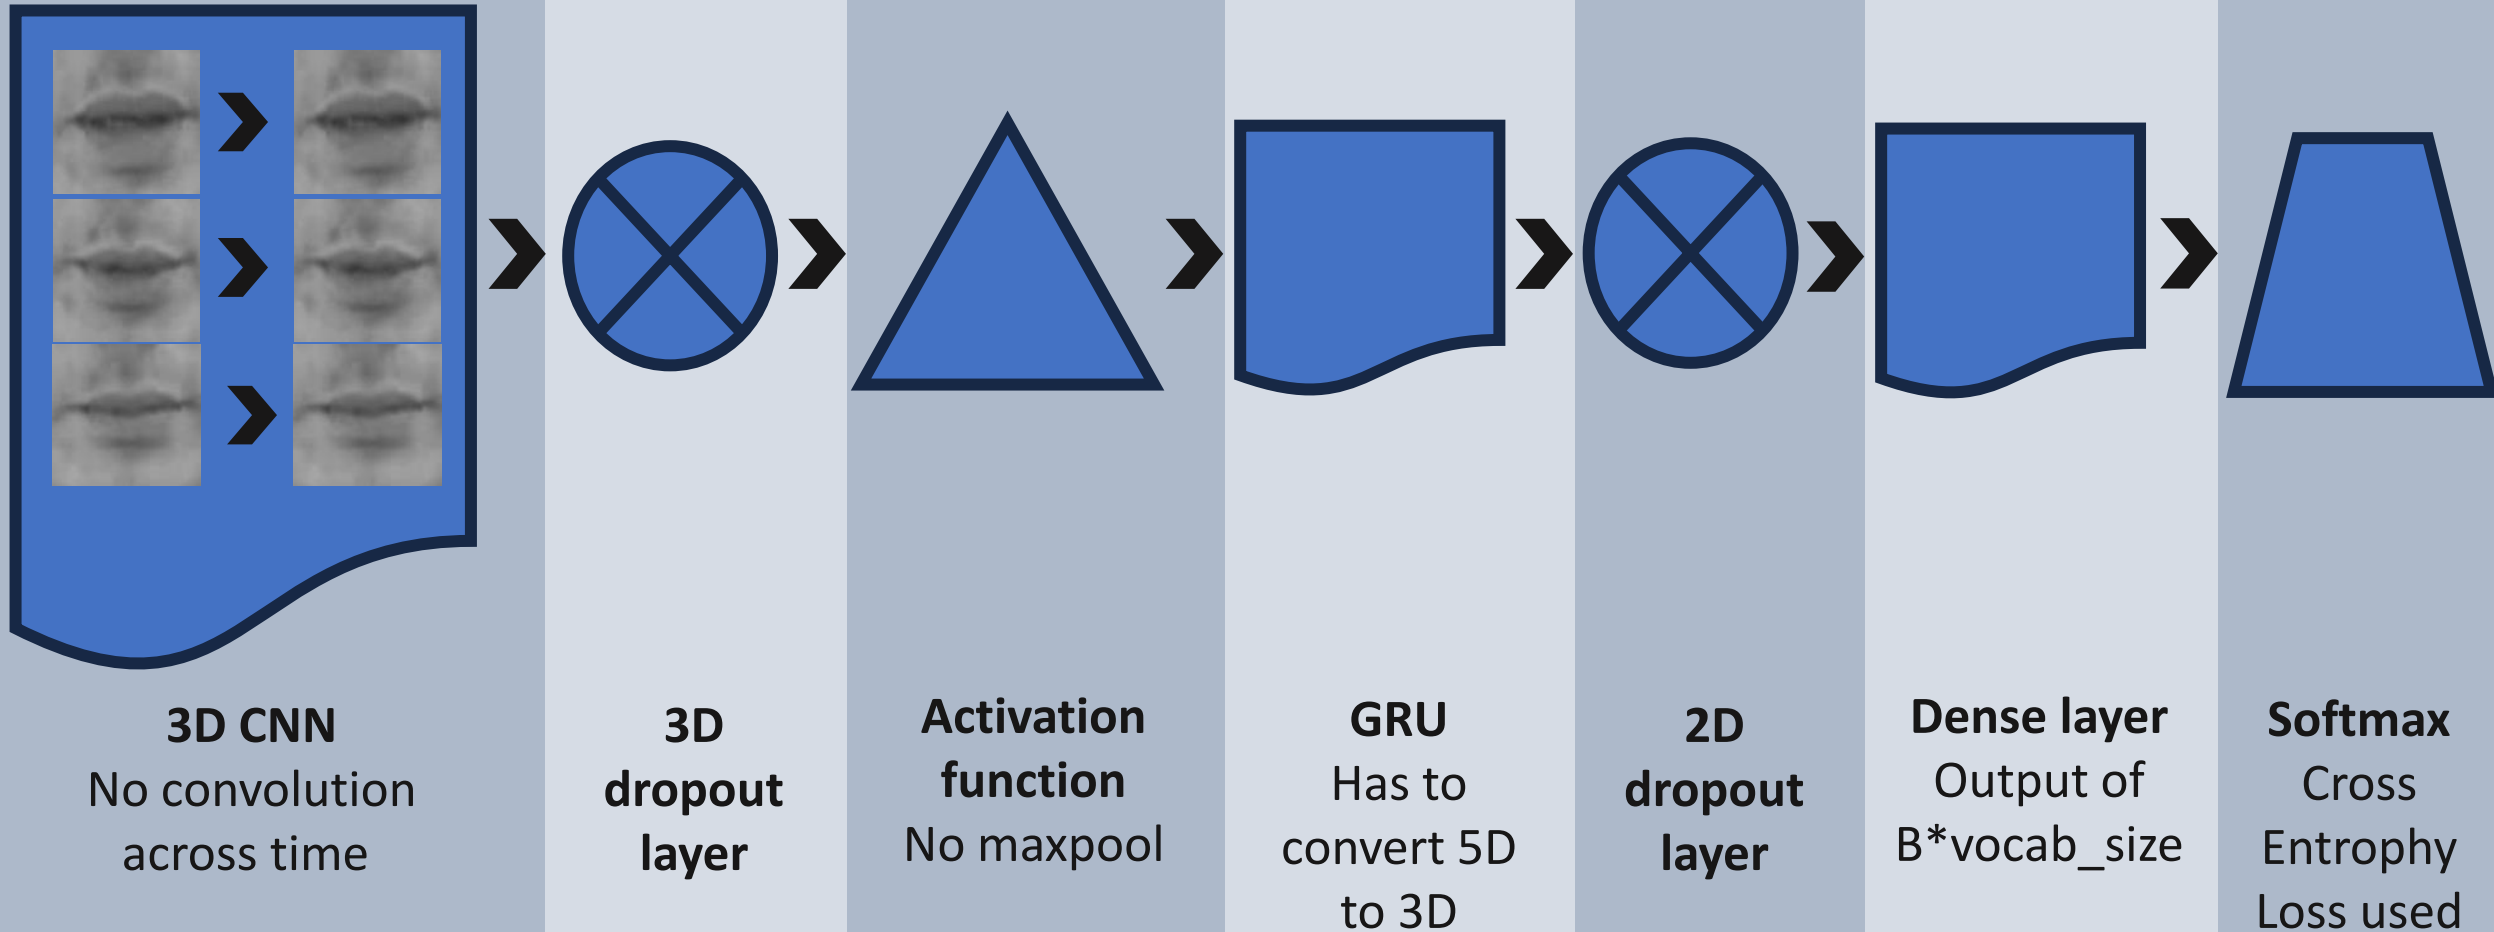 3D CNN
No convolution
across time
3D
dropout
layer
Activation
function
No maxpool
GRU
Has to
convert 5D
to 3D
2D
dropout
layer
Dense layer
Output of
B*vocab_size
Softmax
Cross
Entrophy
Loss used